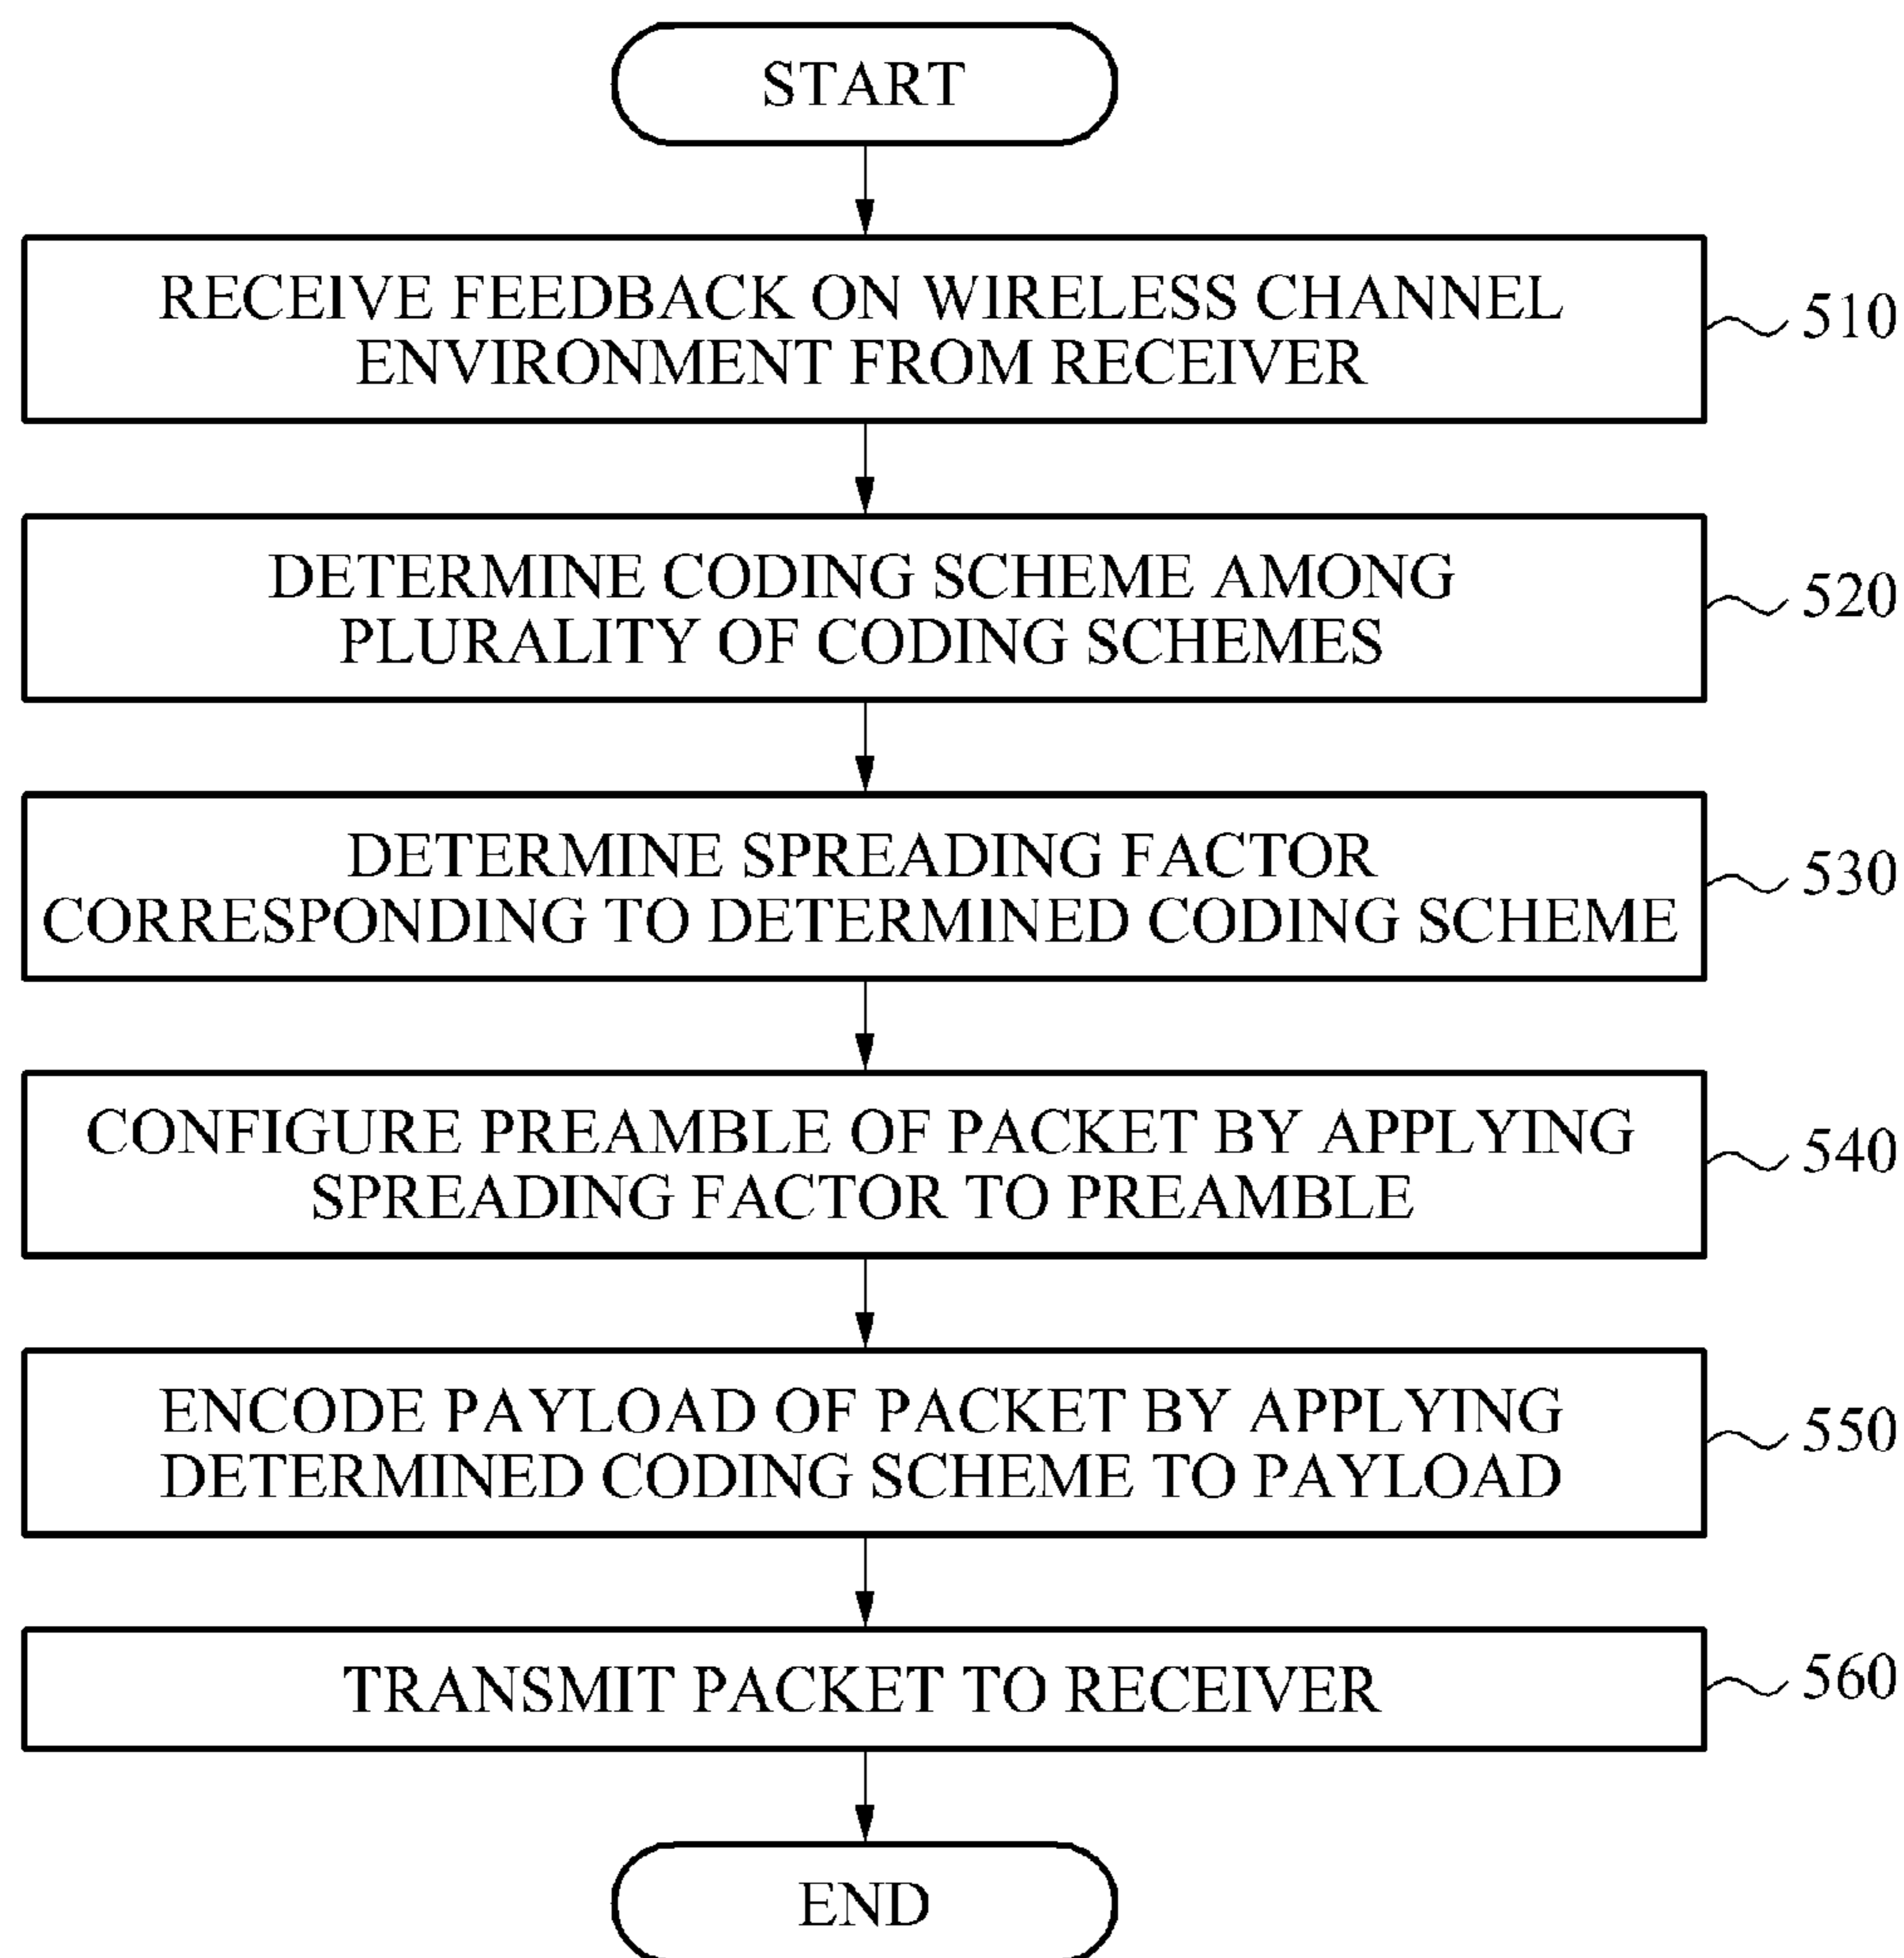 START
RECEIVE FEEDBACK ON WIRELESS CHANNEL
ENVIRONMENT FROM RECEIVER
510
DETERMINE CODING SCHEME AMONG
PLURALITY OF CODING SCHEMES
520
DETERMINE SPREADING FACTOR
CORRESPONDING TO DETERMINED CODING SCHEME
530
CONFIGURE PREAMBLE OF PACKET BY APPLYING
SPREADING FACTOR TO PREAMBLE
540
ENCODE PAYLOAD OF PACKET BY APPLYING
DETERMINED CODING SCHEME TO PAYLOAD
550
TRANSMIT PACKET TO RECEIVER
560
END